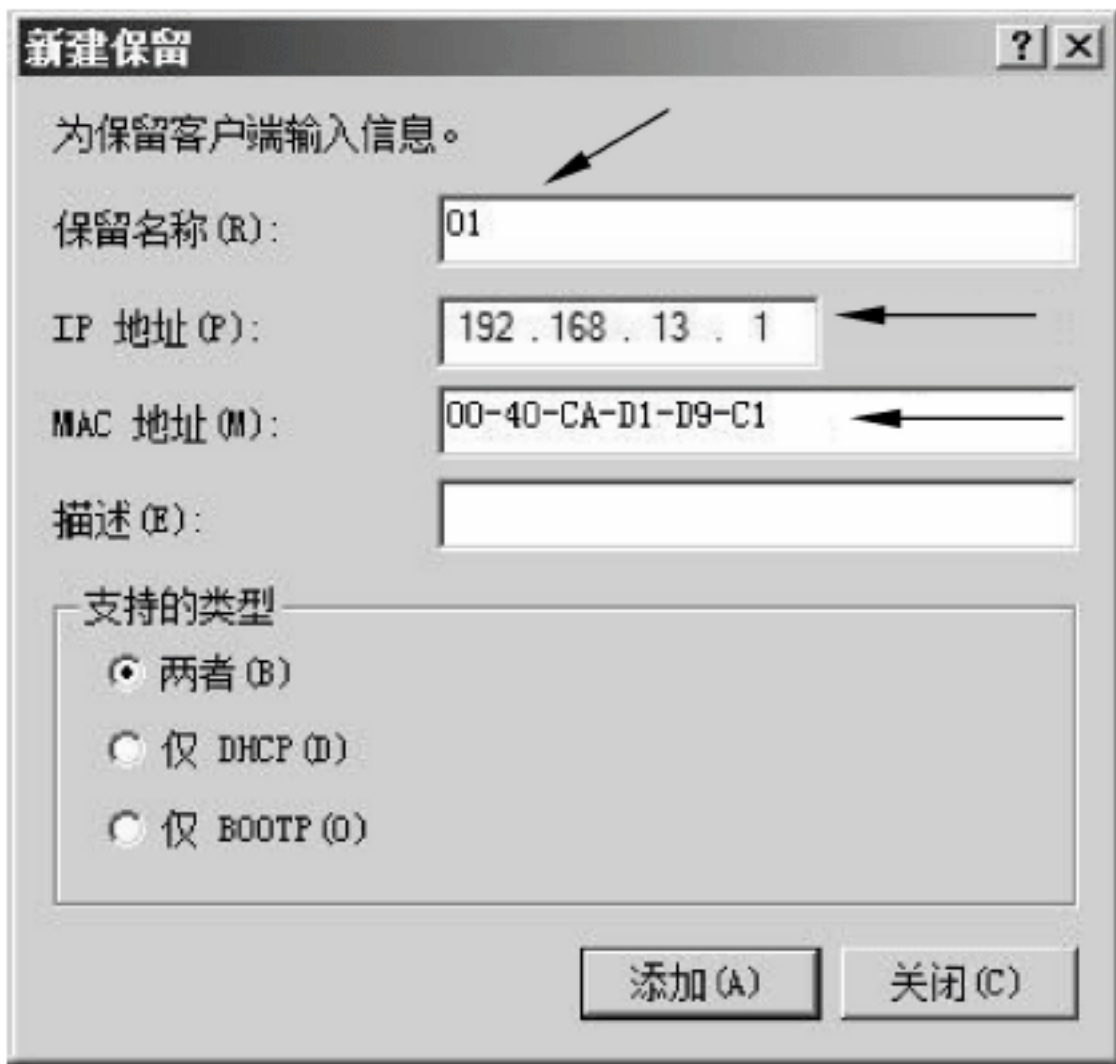 新建保留
为保留客户端输入信息。
保留名称(R): 01
IP 地址(P): 192 . 168 . 13 . 1
MAC 地址(M): 00-40-CA-D1-D9-C1
描述(E):
支持的类型
两者(B)
仅 DHCP(D)
仅 BOOTP(O)
添加(A) 关闭(C)